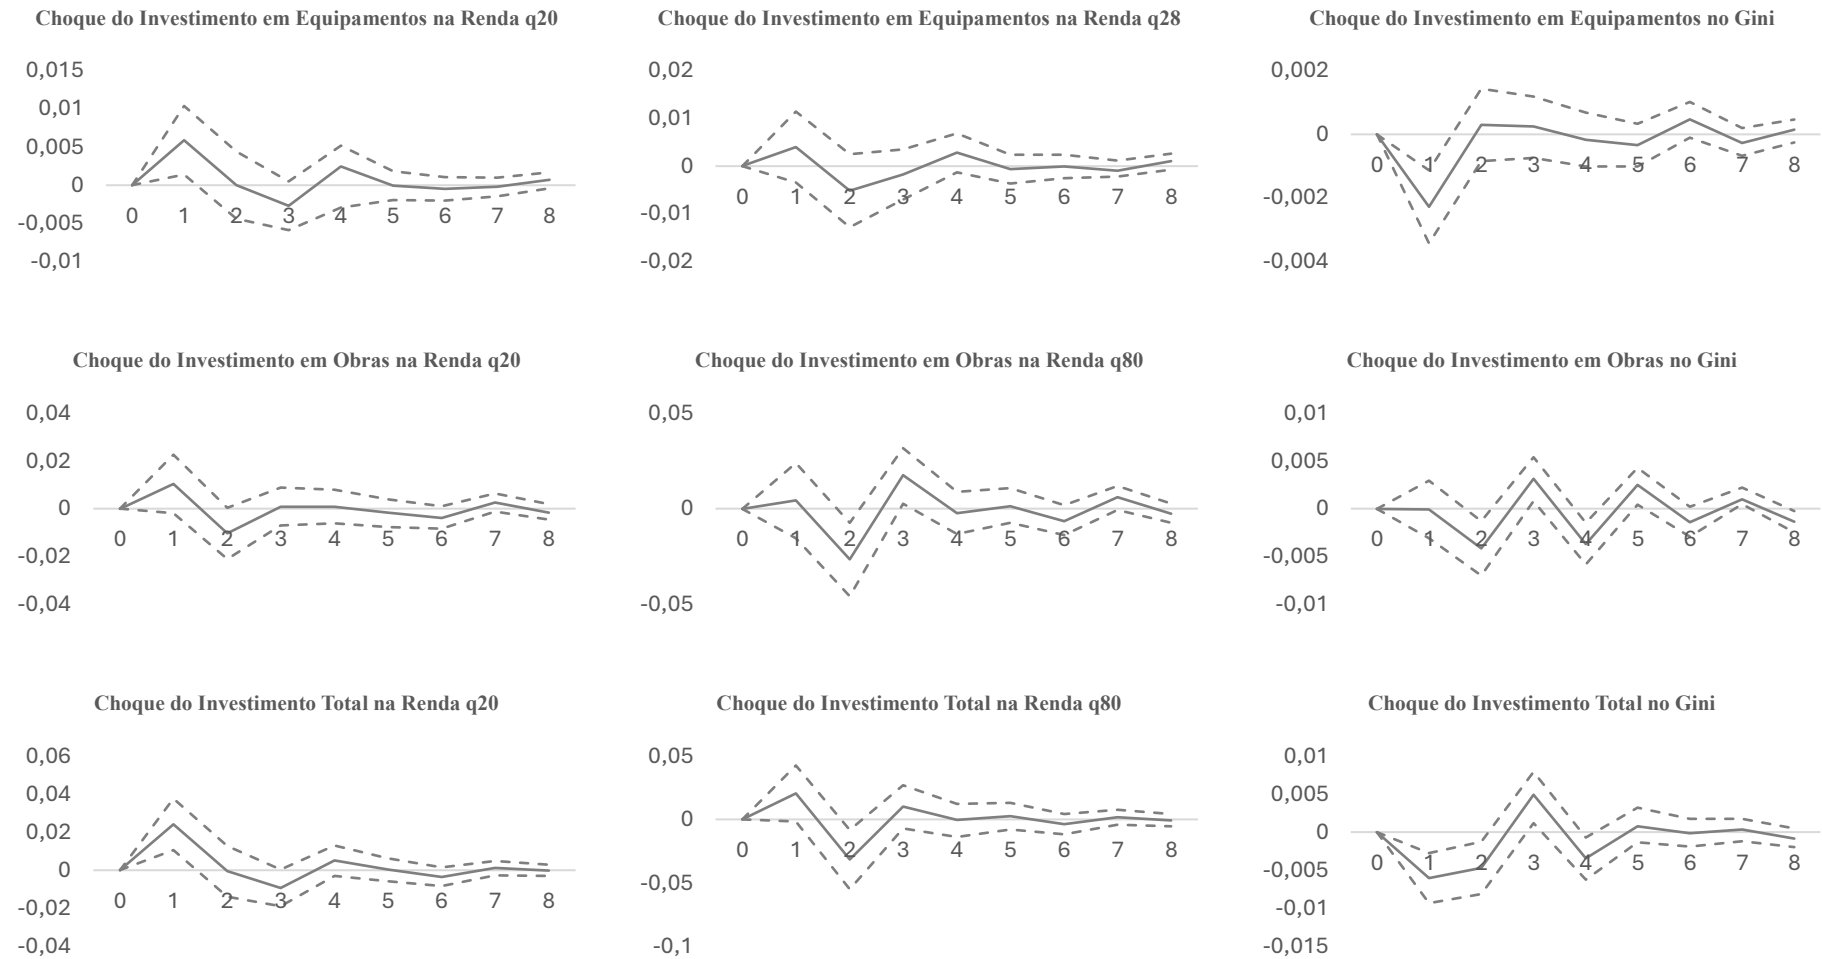 Choque do Investimento em Equipamentos na Renda q20
0,015
0,01
0,005
0
-0,005
-0,01
0 1 2 3 4 5 6 7 8
Choque do Investimento em Equipamentos na Renda q28
0,02
0,01
0
-0,01
-0,02
0 1 2 3 4 5 6 7 8
Choque do Investimento em Equipamentos no Gini
0,002
0
-0,002
-0,004
0 1 2 3 4 5 6 7 8
Choque do Investimento em Obras na Renda q20
0,04
0,02
0
-0,02
-0,04
0 1 2 3 4 5 6 7 8
Choque do Investimento em Obras na Renda q80
0,05
0
-0,05
0 1 2 3 4 5 6 7 8
Choque do Investimento em Obras no Gini
0,01
0,005
0
-0,005
-0,01
0 1 2 3 4 5 6 7 8
Choque do Investimento Total na Renda q20
0,06
0,04
0,02
0
-0,02
-0,04
0 1 2 3 4 5 6 7 8
Choque do Investimento Total na Renda q80
0,05
0
-0,05
-0,1
0 1 2 3 4 5 6 7 8
Choque do Investimento Total no Gini
0,01
0,005
0
-0,005
-0,01
-0,015
0 1 2 3 4 5 6 7 8